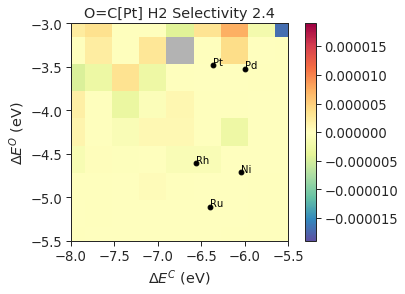 O=C[Pt] H2 Selectivity 2.4
−3.0
−3.5
−4.0
−4.5
−5.0
−5.5
ΔE^O (eV)
Pt
Pd
Rh
Ni
Ru
−8.0 −7.5 −7.0 −6.5 −6.0 −5.5
ΔE^C (eV)
0.000015
0.000010
0.000005
0.000000
−0.000005
−0.000010
−0.000015